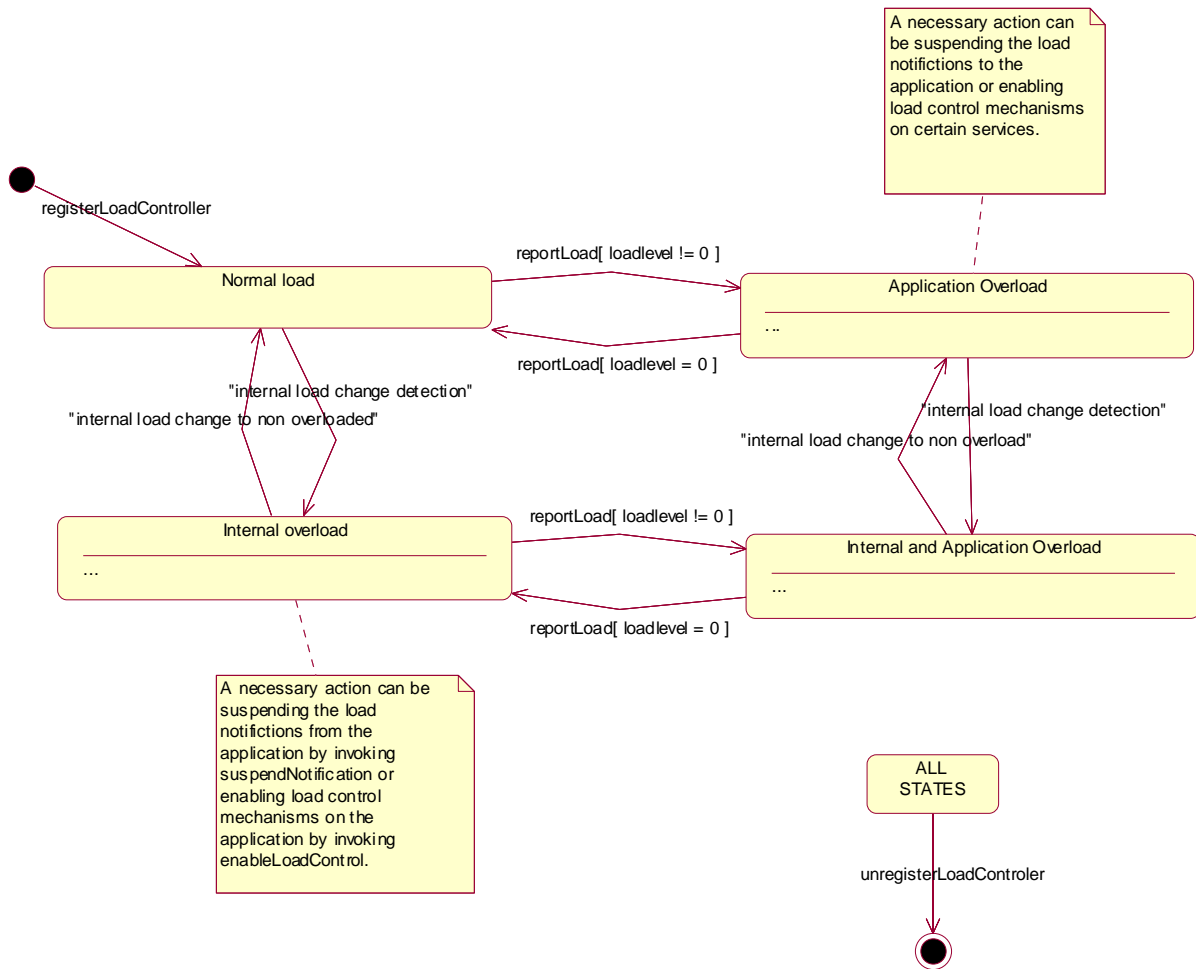 A necessary action can
be suspending the load
notifictions to the
application or enabling
load control mechanisms
on certain services.
registerLoadController
reportLoad[ loadlevel != 0 ]
Normal load
Application Overload
...
reportLoad[ loadlevel = 0 ]
"internal load change detection"
"internal load change to non overloaded"
"internal load change detection"
"internal load change to non overload"
reportLoad[ loadlevel != 0 ]
Internal overload
...
Internal and Application Overload
...
reportLoad[ loadlevel = 0 ]
A necessary action can be
suspending the load
notifictions from the
application by invoking
suspendNotification or
enabling load control
mechanisms on the
application by invoking
enableLoadControl.
ALL
STATES
unregisterLoadControler